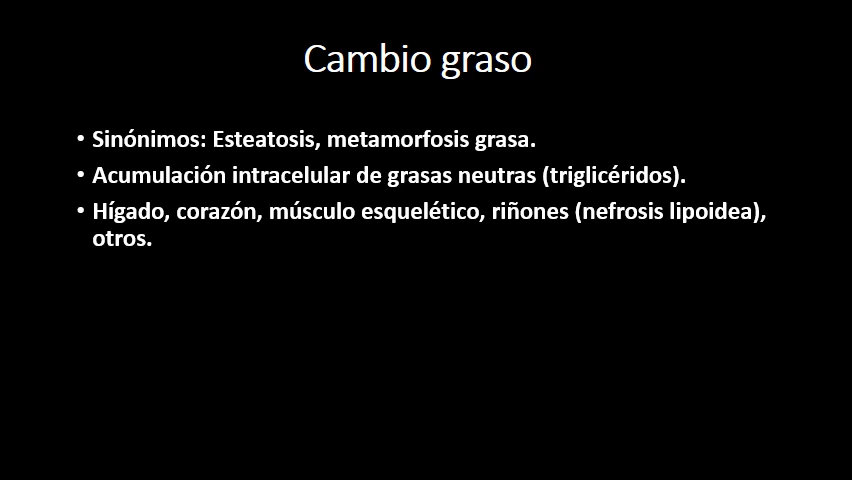 Cambio graso
• Sinónimos: Esteatosis, metamorfosis grasa.
• Acumulación intracelular de grasas neutras (triglicéridos).
• Hígado, corazón, músculo esquelético, riñones (nefrosis lipoidea),
otros.